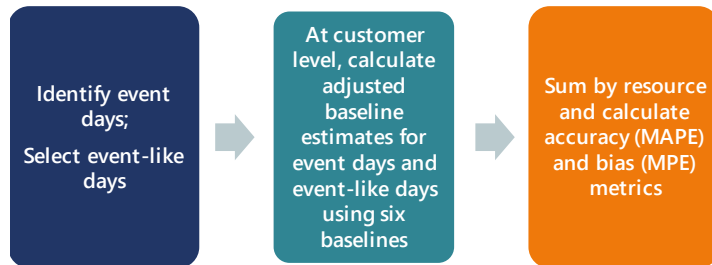 Identify event
days;
Select event-like
days
At customer
level, calculate
adjusted
baseline
estimates for
event days and
event-like days
using six
baselines
Sum by resource
and calculate
accuracy (MAPE)
and bias (MPE)
metrics